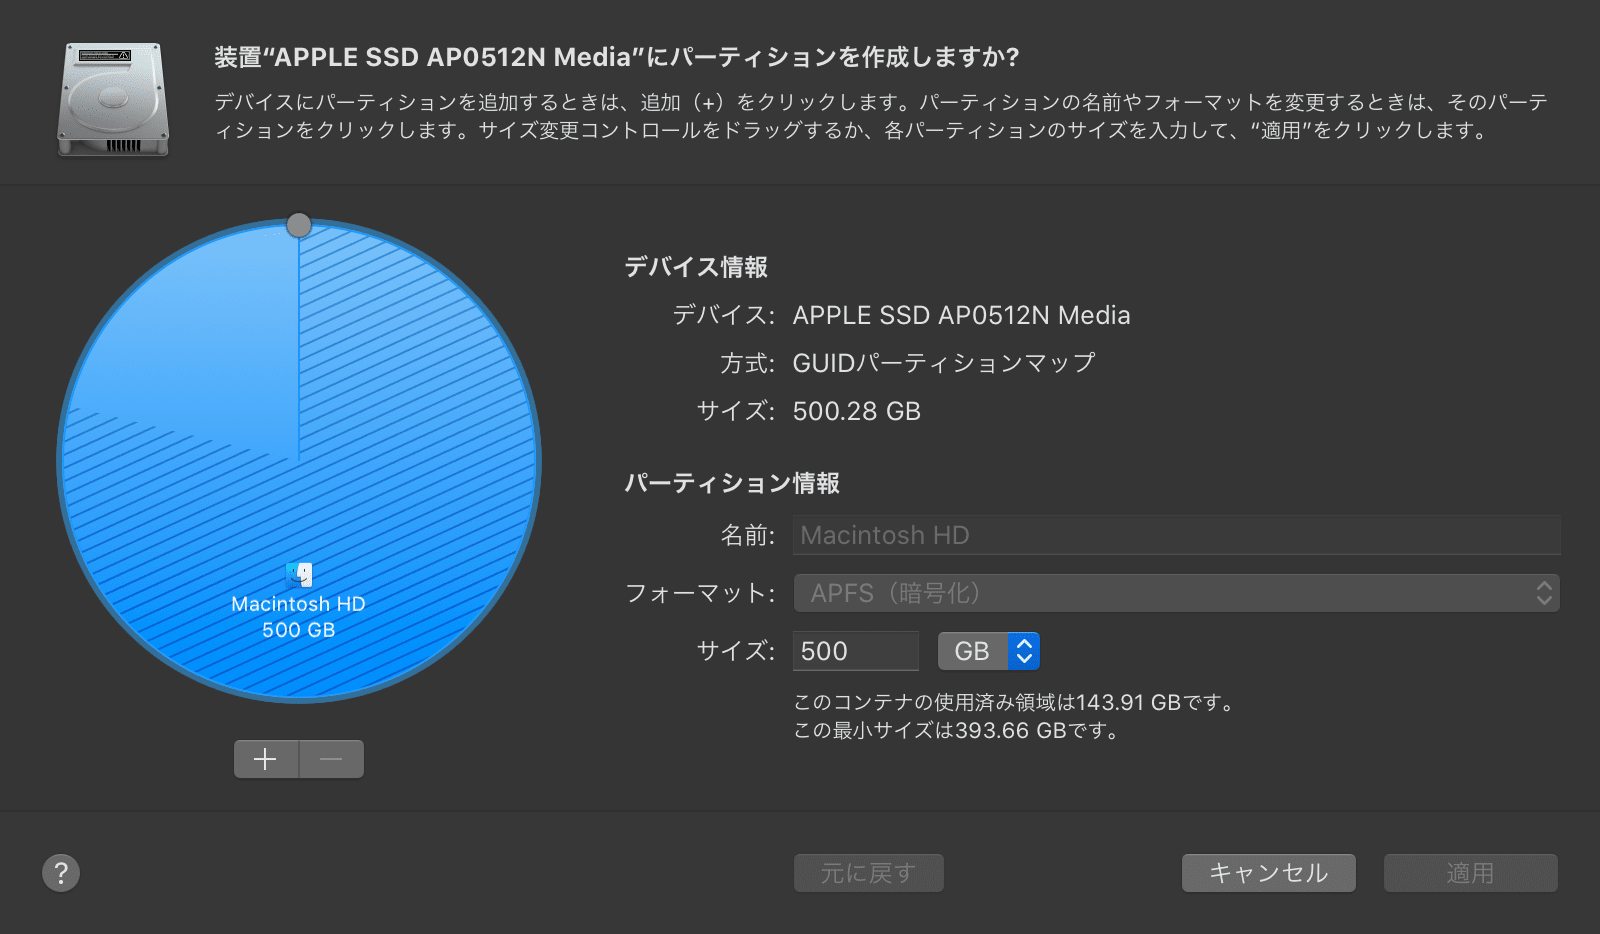 装置“APPLE SSD AP0512N Media”にパーティションを作成しますか?
デバイスにパーティションを追加するときは、追加（+）をクリックします。パーティションの名前やフォーマットを変更するときは、そのパーテ
ィションをクリックします。サイズ変更コントロールをドラッグするか、各パーティションのサイズを入力して、“適用”をクリックします。
デバイス情報
デバイス: APPLE SSD AP0512N Media
方式: GUIDパーティションマップ
サイズ: 500.28 GB
パーティション情報
名前: Macintosh HD
フォーマット: APFS（暗号化）
サイズ: 500 GB
このコンテナの使用済み領域は143.91 GBです。
この最小サイズは393.66 GBです。
Macintosh HD
500 GB
?
元に戻す
キャンセル
適用